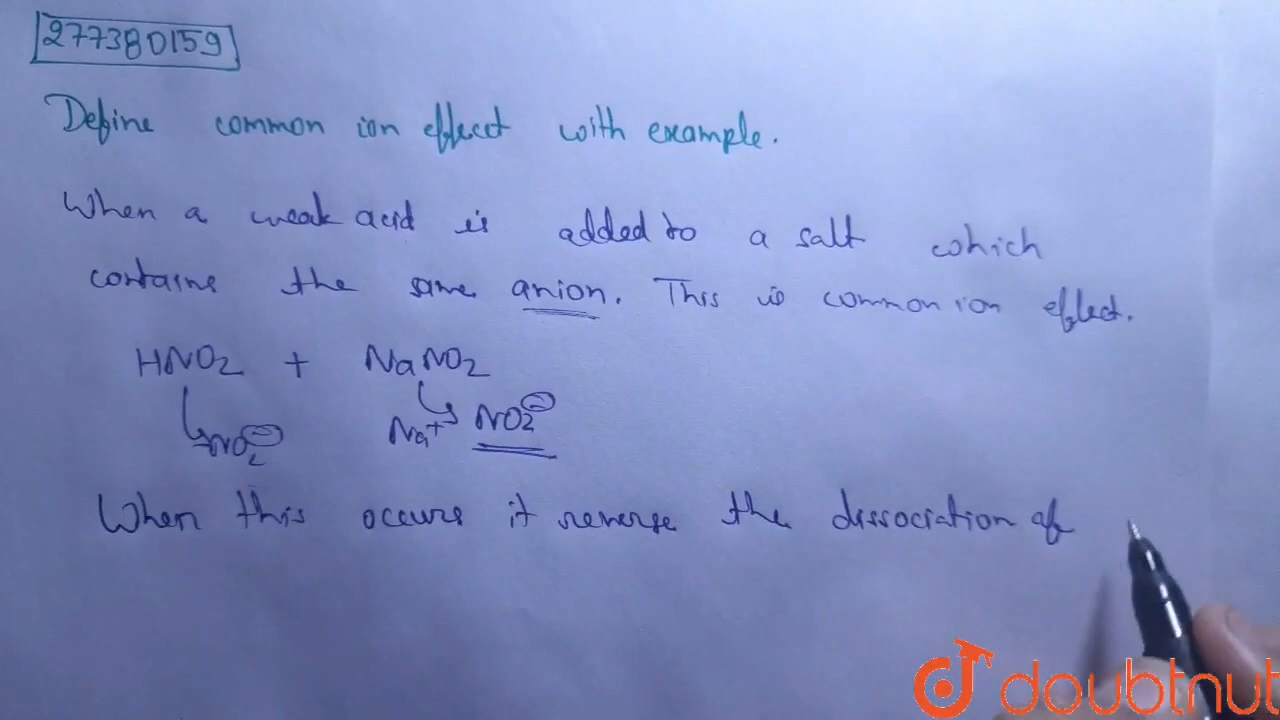 277380159
Define common ion effect with example.
When a weak acid is added to a salt which
contains the same anion. This is common ion effect.
HNO2 + NaNO2
NO2⊖ Na+ NO2⊖
When this occurs it reverse the dissociation of
doubtnut